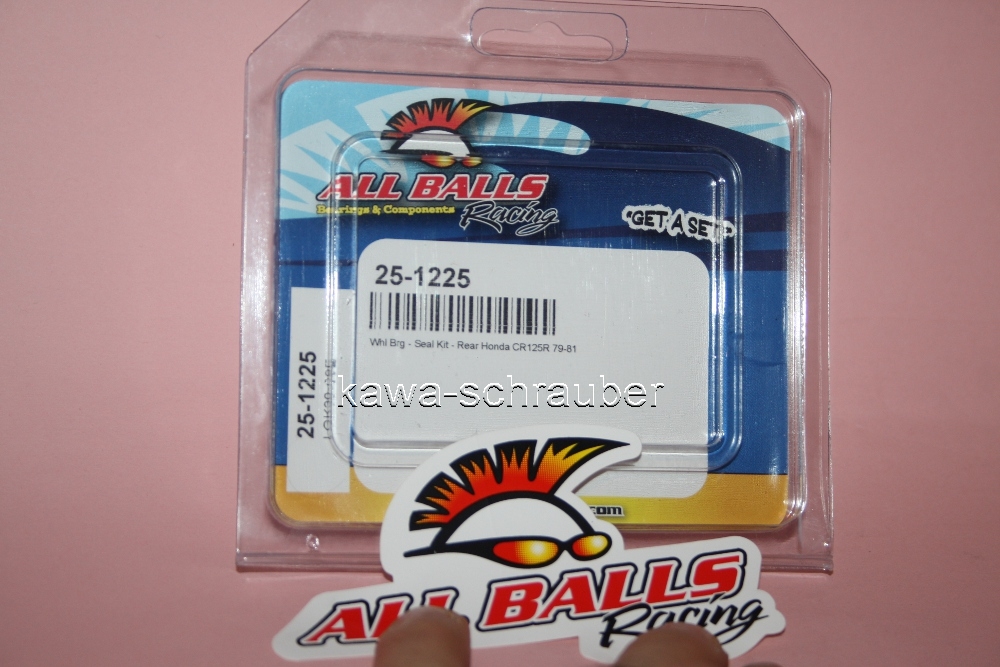 ALL BALLS
Bearings & Components
Racing
"GET A SET"
25-1225
Whl Brg - Seal Kit - Rear Honda CR125R 79-81
25-1225
kawa-schrauber
.com
ALL BALLS
Racing